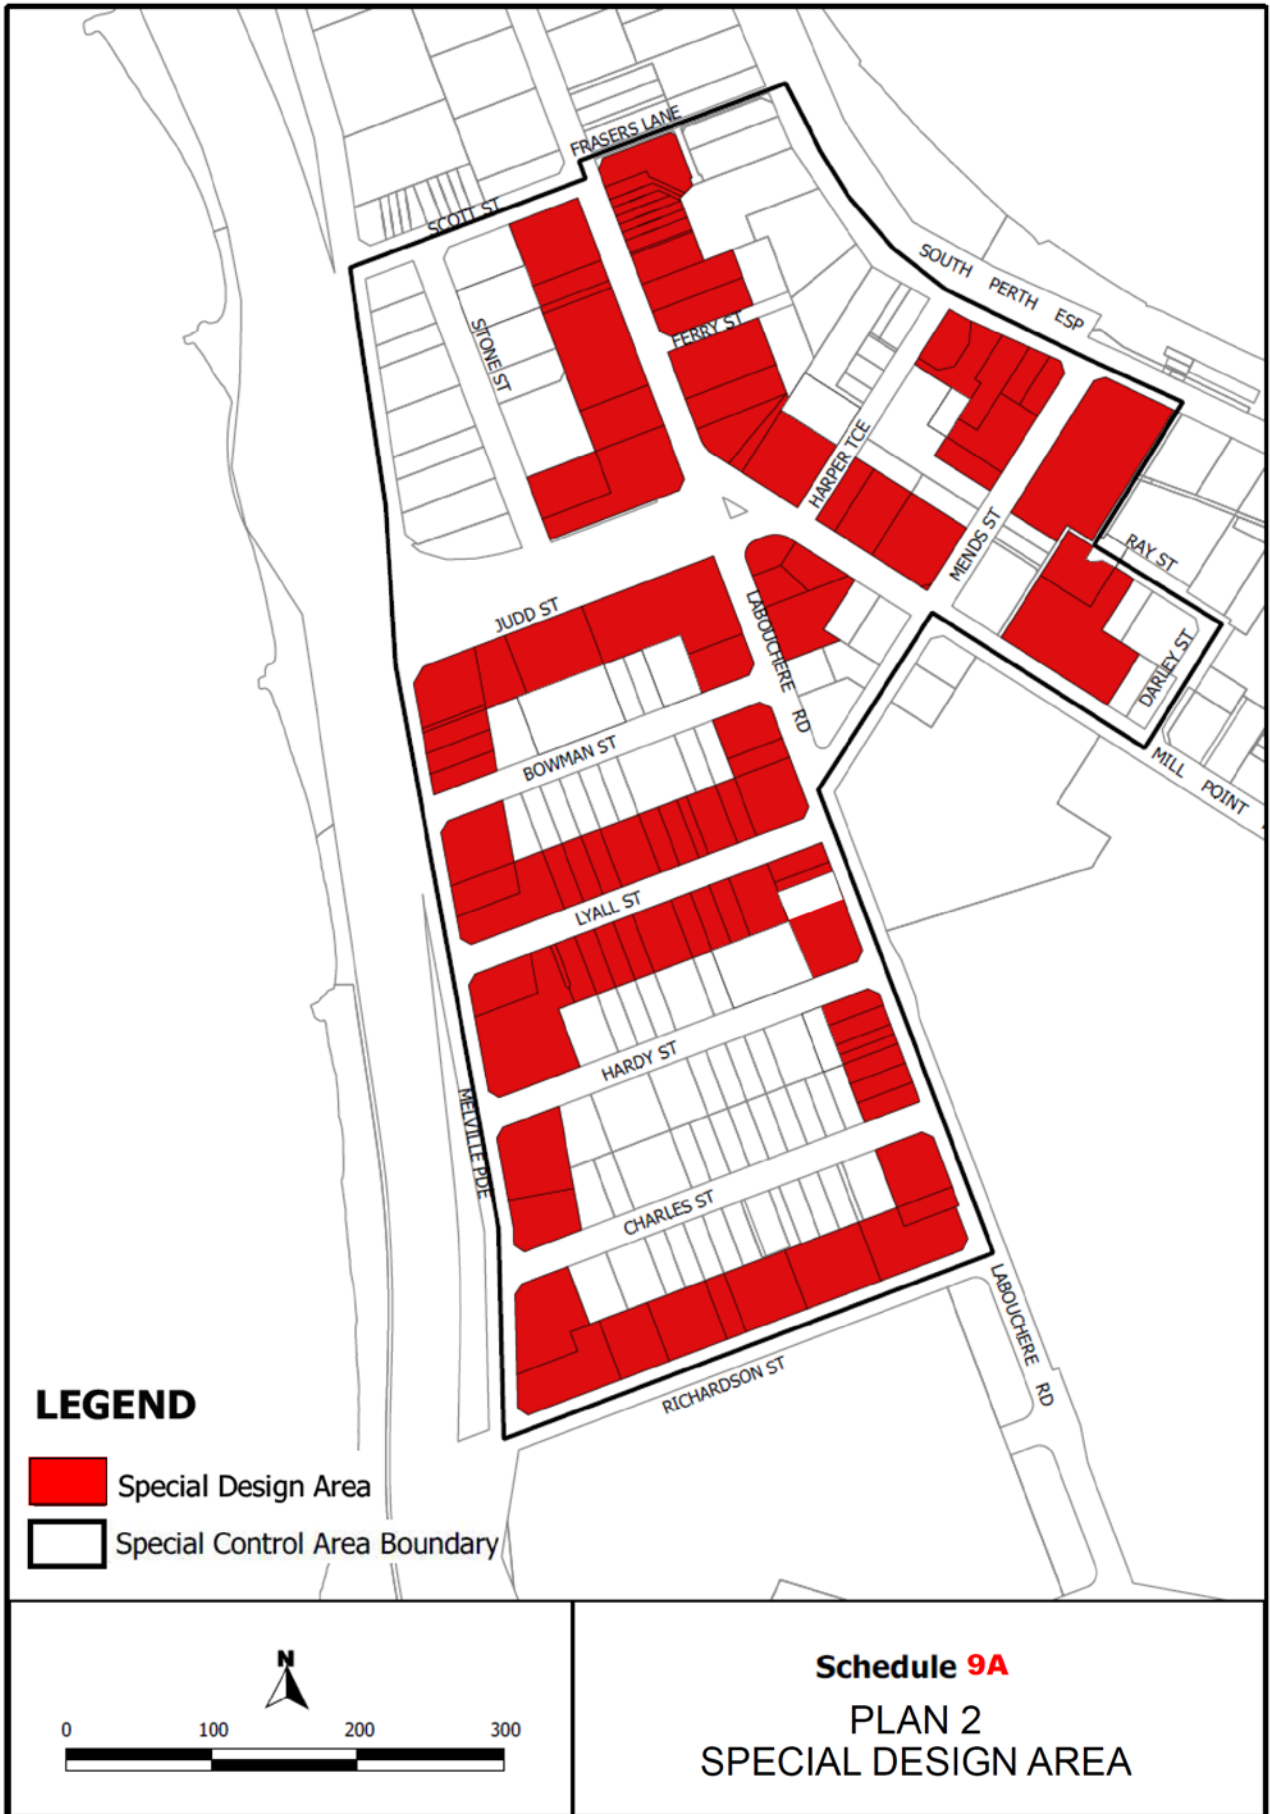 FRASERS LANE
SCOTT ST
SOUTH PERTH ESP
STONE ST
FERRY ST
HARPER TCE
MENDS ST
RAY ST
JUDD ST
LABOUCHERE RD
DARLEY ST
BOWMAN ST
MILL POINT
LYALL ST
HARDY ST
MELVILLE PDE
CHARLES ST
LABOUCHERE RD
RICHARDSON ST
LEGEND
Special Design Area
Special Control Area Boundary
N
0 100 200 300
Schedule 9A
PLAN 2
SPECIAL DESIGN AREA